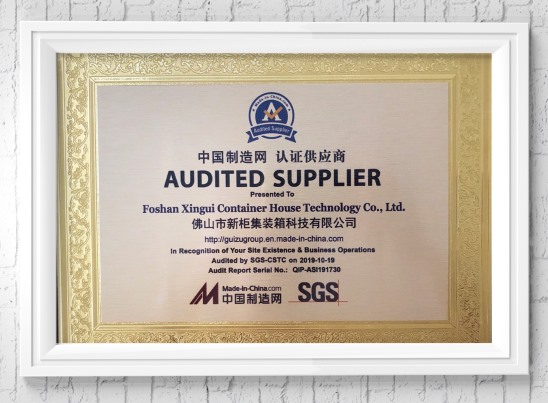 Made-in-China.com
Audited Supplier
中国制造网 认证供应商
AUDITED SUPPLIER
Presented To
Foshan Xingui Container House Technology Co., Ltd.
佛山市新柜集装箱科技有限公司
http://guizugroup.en.made-in-china.com
In Recognition of Your Site Existence & Business Operations
Audited by SGS-CSTC on 2019-10-19
Audit Report Serial No.: QIP-ASI191730
Made-in-China.com
中国制造网
SGS